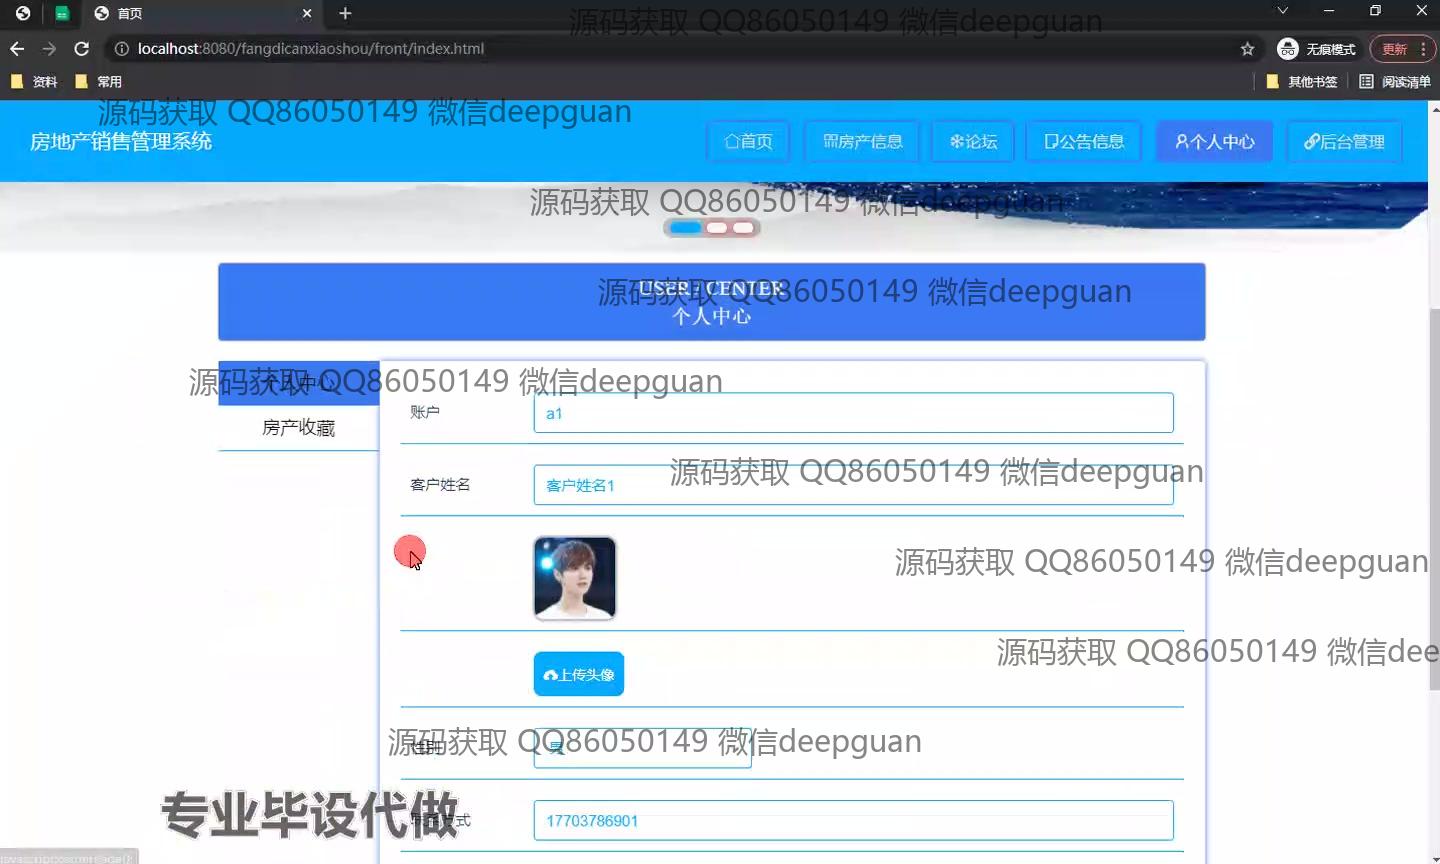 首页
localhost:8080/fangdicanxiaoshou/front/index.html
无痕模式
更新
资料
常用
其他书签
阅读清单
源码获取 QQ86050149 微信deepguan
源码获取 QQ86050149 微信deepguan
房地产销售管理系统
首页
房产信息
论坛
公告信息
个人中心
后台管理
源码获取 QQ86050149 微信deepguan
USER / CENTER
源码获取 QQ86050149 微信deepguan
个人中心
个人中心
源码获取 QQ86050149 微信deepguan
账户
a1
房产收藏
源码获取 QQ86050149 微信deepguan
客户姓名
客户姓名1
源码获取 QQ86050149 微信deepguan
源码获取 QQ86050149 微信dee
上传头像
性别
男
源码获取 QQ86050149 微信deepguan
专业毕设代做
联系方式
17703786901